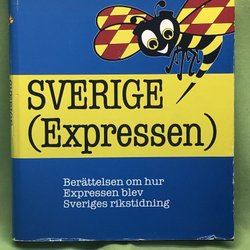 SVERIGE
(Expressen)
Berättelsen om hur
Expressen blev
Sveriges rikstidning